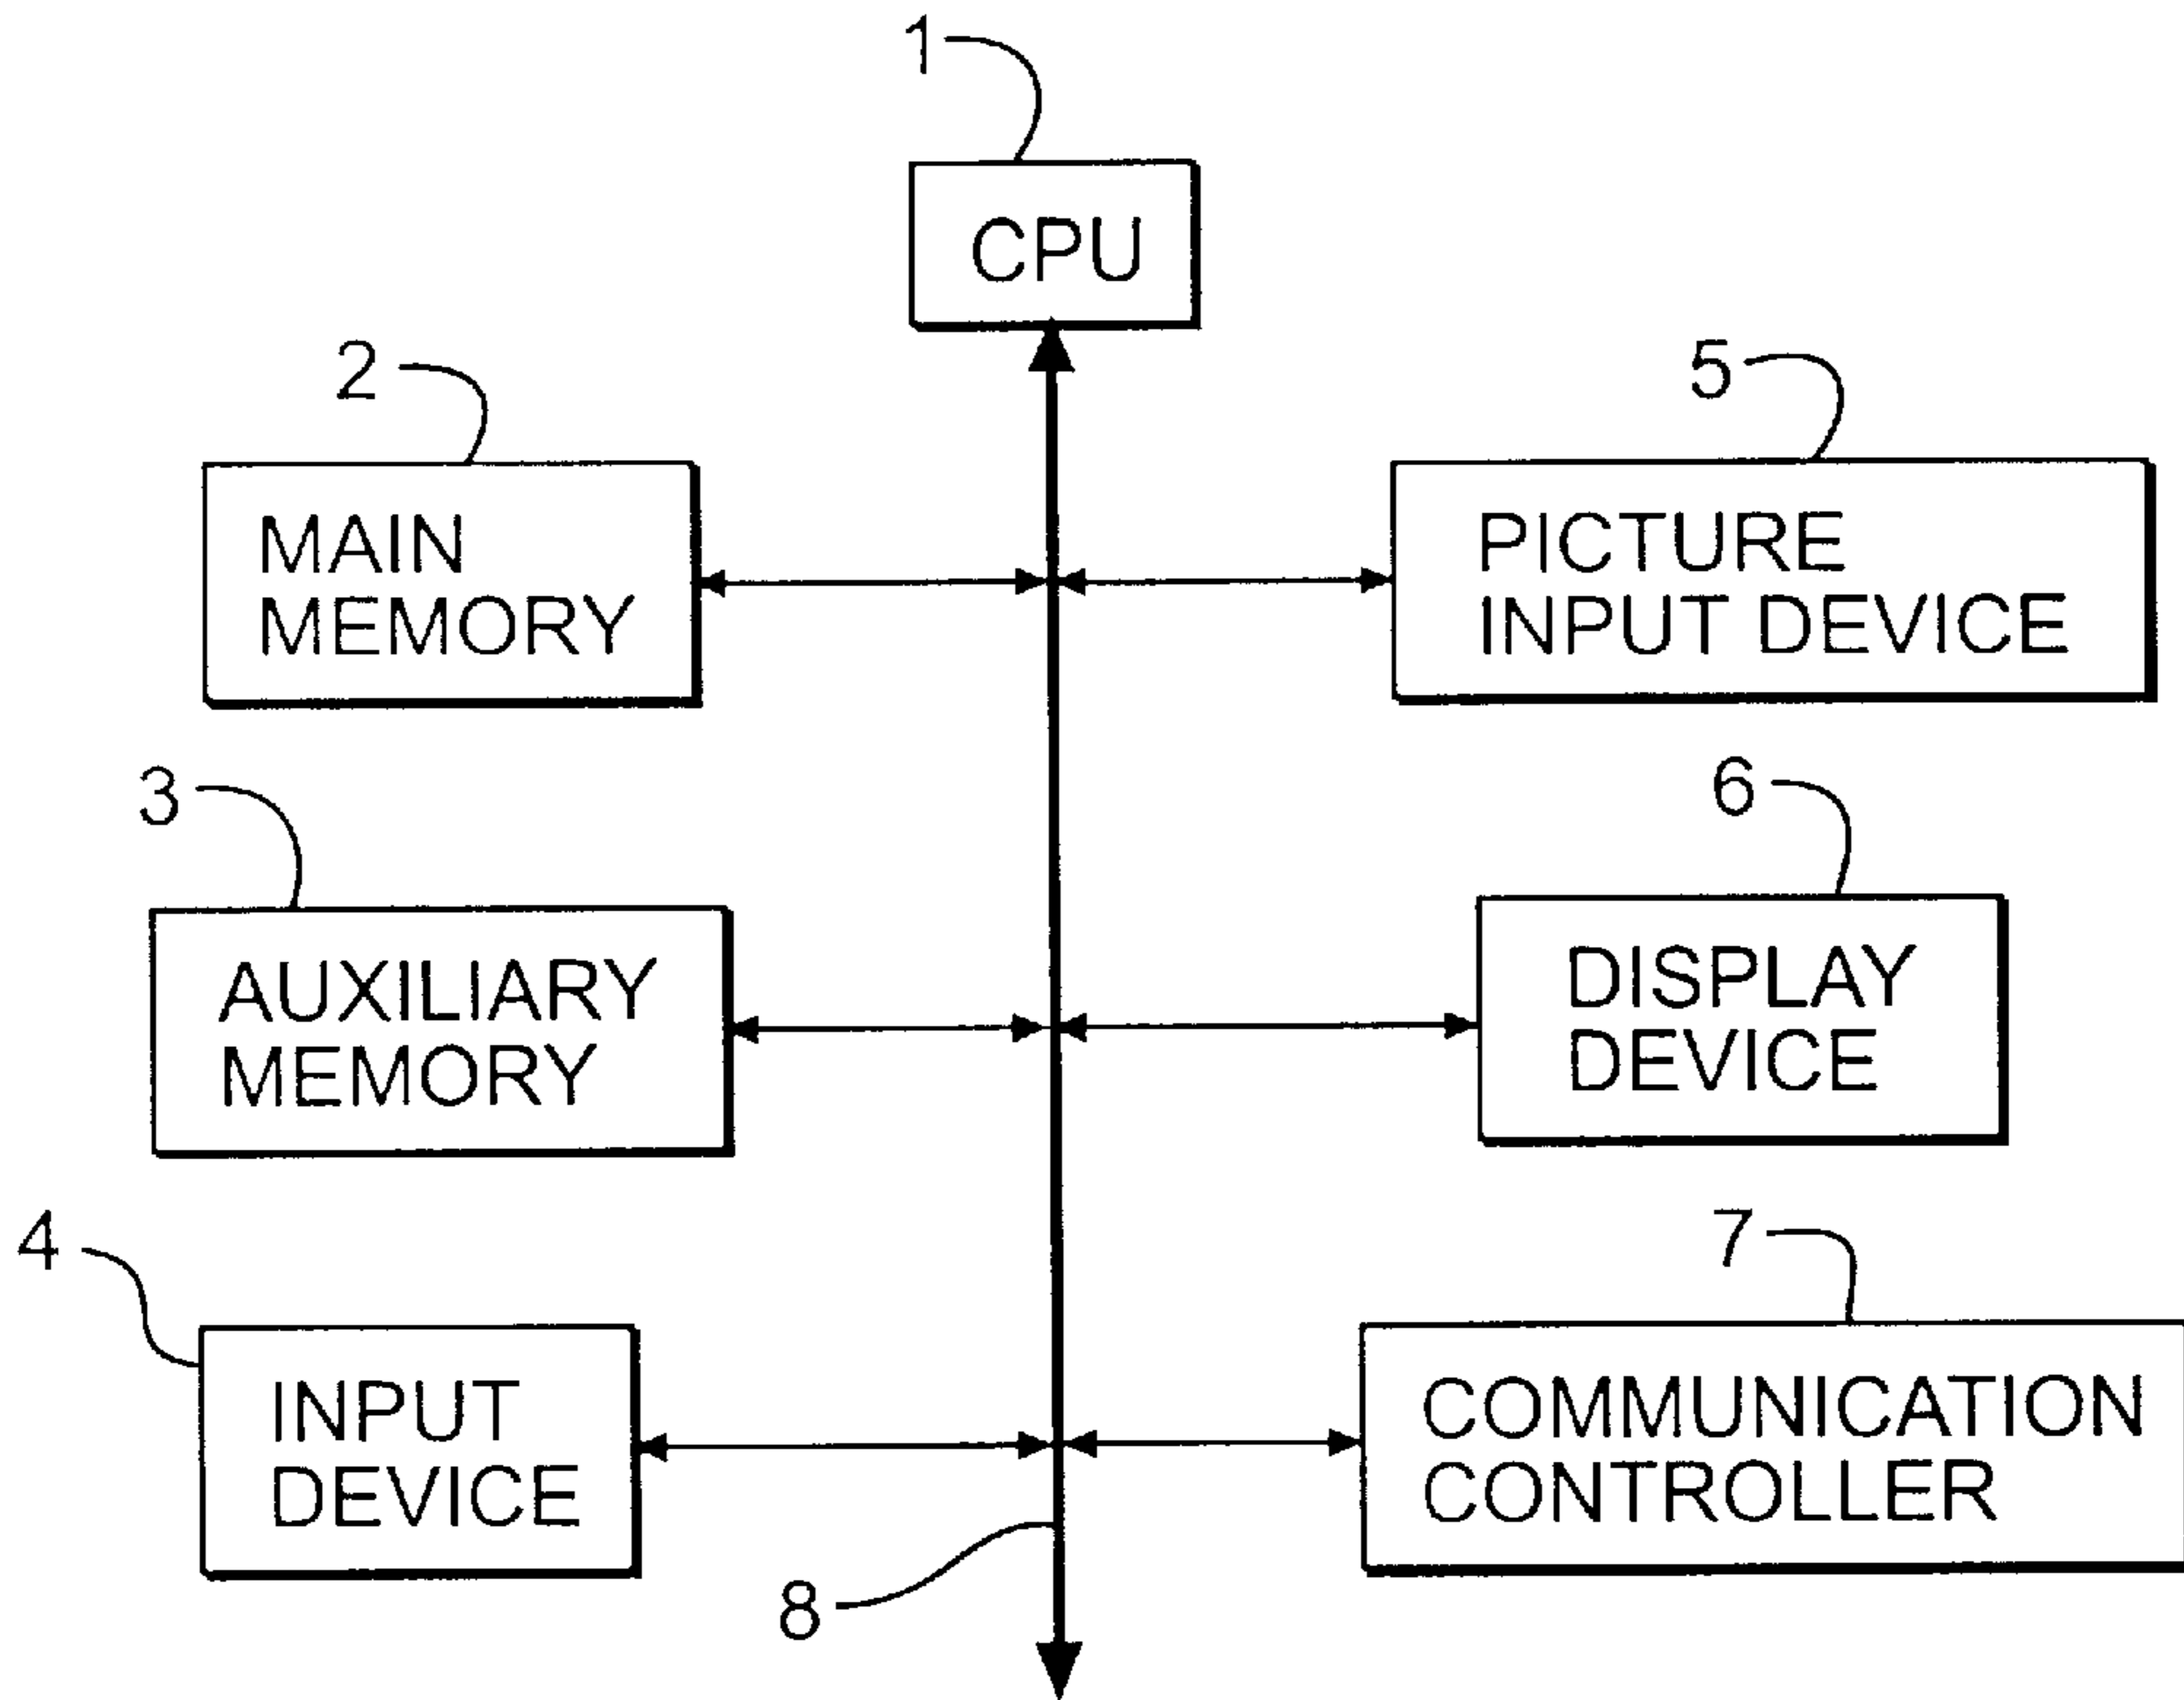 1
CPU
2
MAIN
MEMORY
5
PICTURE
INPUT DEVICE
3
AUXILIARY
MEMORY
6
DISPLAY
DEVICE
4
INPUT
DEVICE
7
COMMUNICATION
CONTROLLER
8